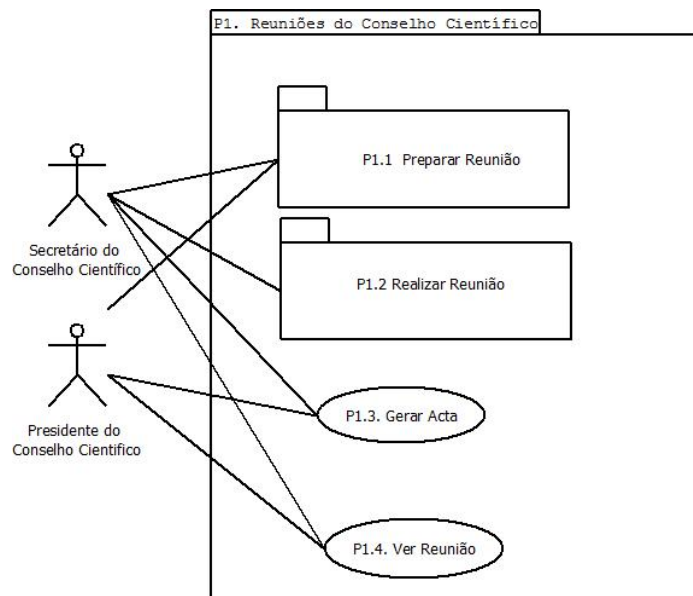 P1. Reuniões do Conselho Científico
P1.1 Preparar Reunião
Secretário do
Conselho Científico
P1.2 Realizar Reunião
P1.3. Gerar Acta
Presidente do
Conselho Cientifico
P1.4. Ver Reunião